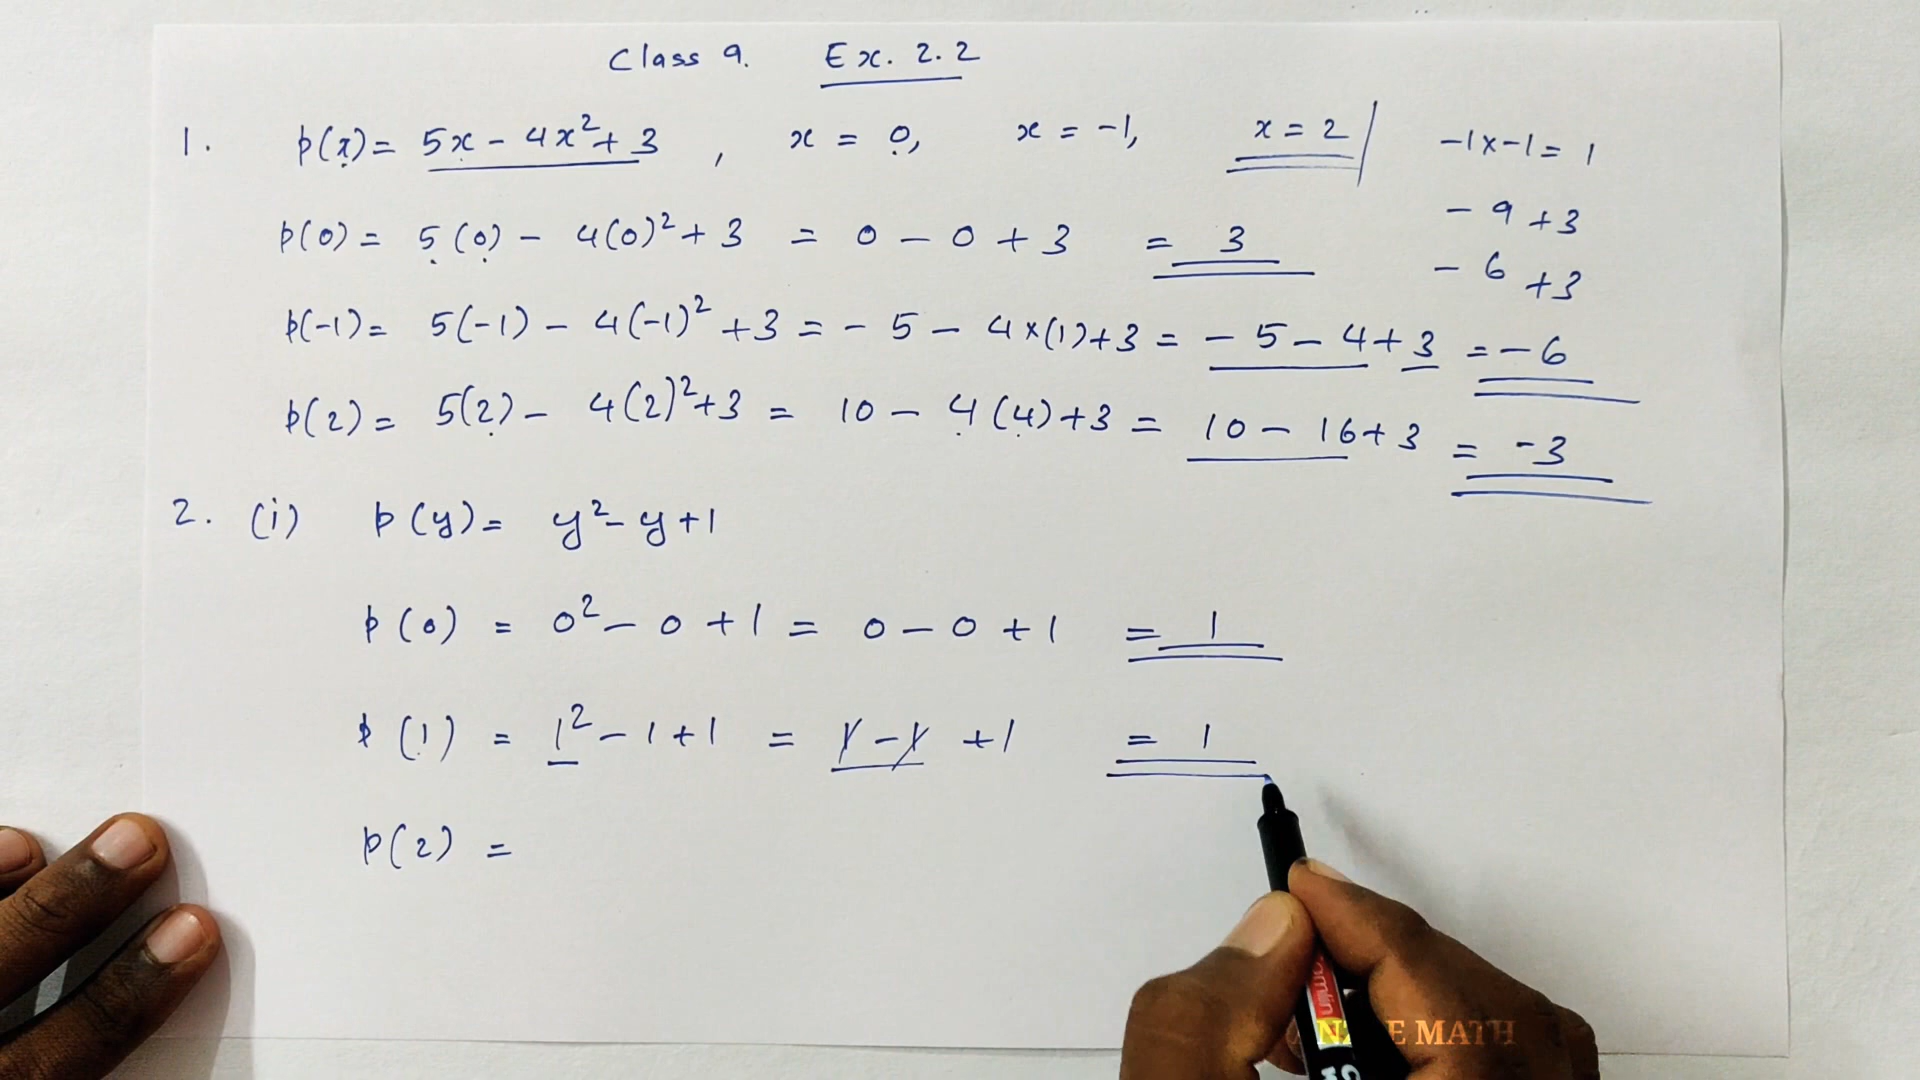 Class 9. Ex. 2.2
1. p(x) = 5x - 4x² + 3 , x = 0, x = -1, x = 2
-1 x -1 = 1
- 9 + 3
- 6 + 3
p(0) = 5(0) - 4(0)² + 3 = 0 - 0 + 3 = 3
p(-1) = 5(-1) - 4(-1)² + 3 = - 5 - 4×(1)+3 = - 5 - 4 + 3 = - 6
p(2) = 5(2) - 4(2)² + 3 = 10 - 4(4) + 3 = 10 - 16 + 3 = -3
2. (i) p(y) = y² - y + 1
p(0) = 0² - 0 + 1 = 0 - 0 + 1 = 1
p(1) = 1² - 1 + 1 = 1 - 1 + 1 = 1
p(2) =
MATH